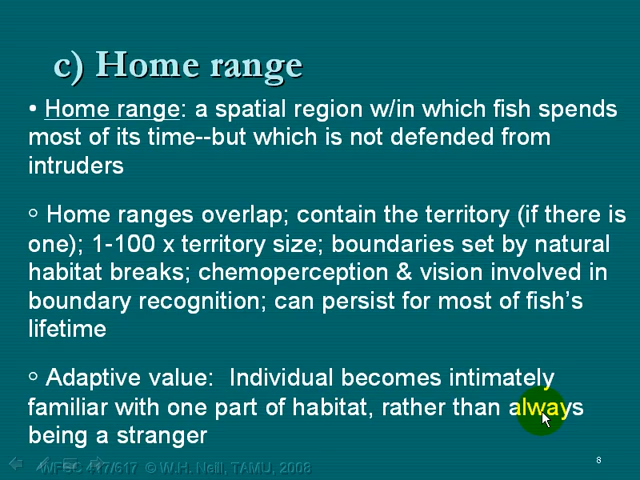 c) Home range
• Home range: a spatial region w/in which fish spends
most of its time--but which is not defended from
intruders
o Home ranges overlap; contain the territory (if there is
one); 1-100 x territory size; boundaries set by natural
habitat breaks; chemoperception & vision involved in
boundary recognition; can persist for most of fish's
lifetime
o Adaptive value:  Individual becomes intimately
familiar with one part of habitat, rather than always
being a stranger
8
WFSC 417/617 © W.H. Neill, TAMU, 2008